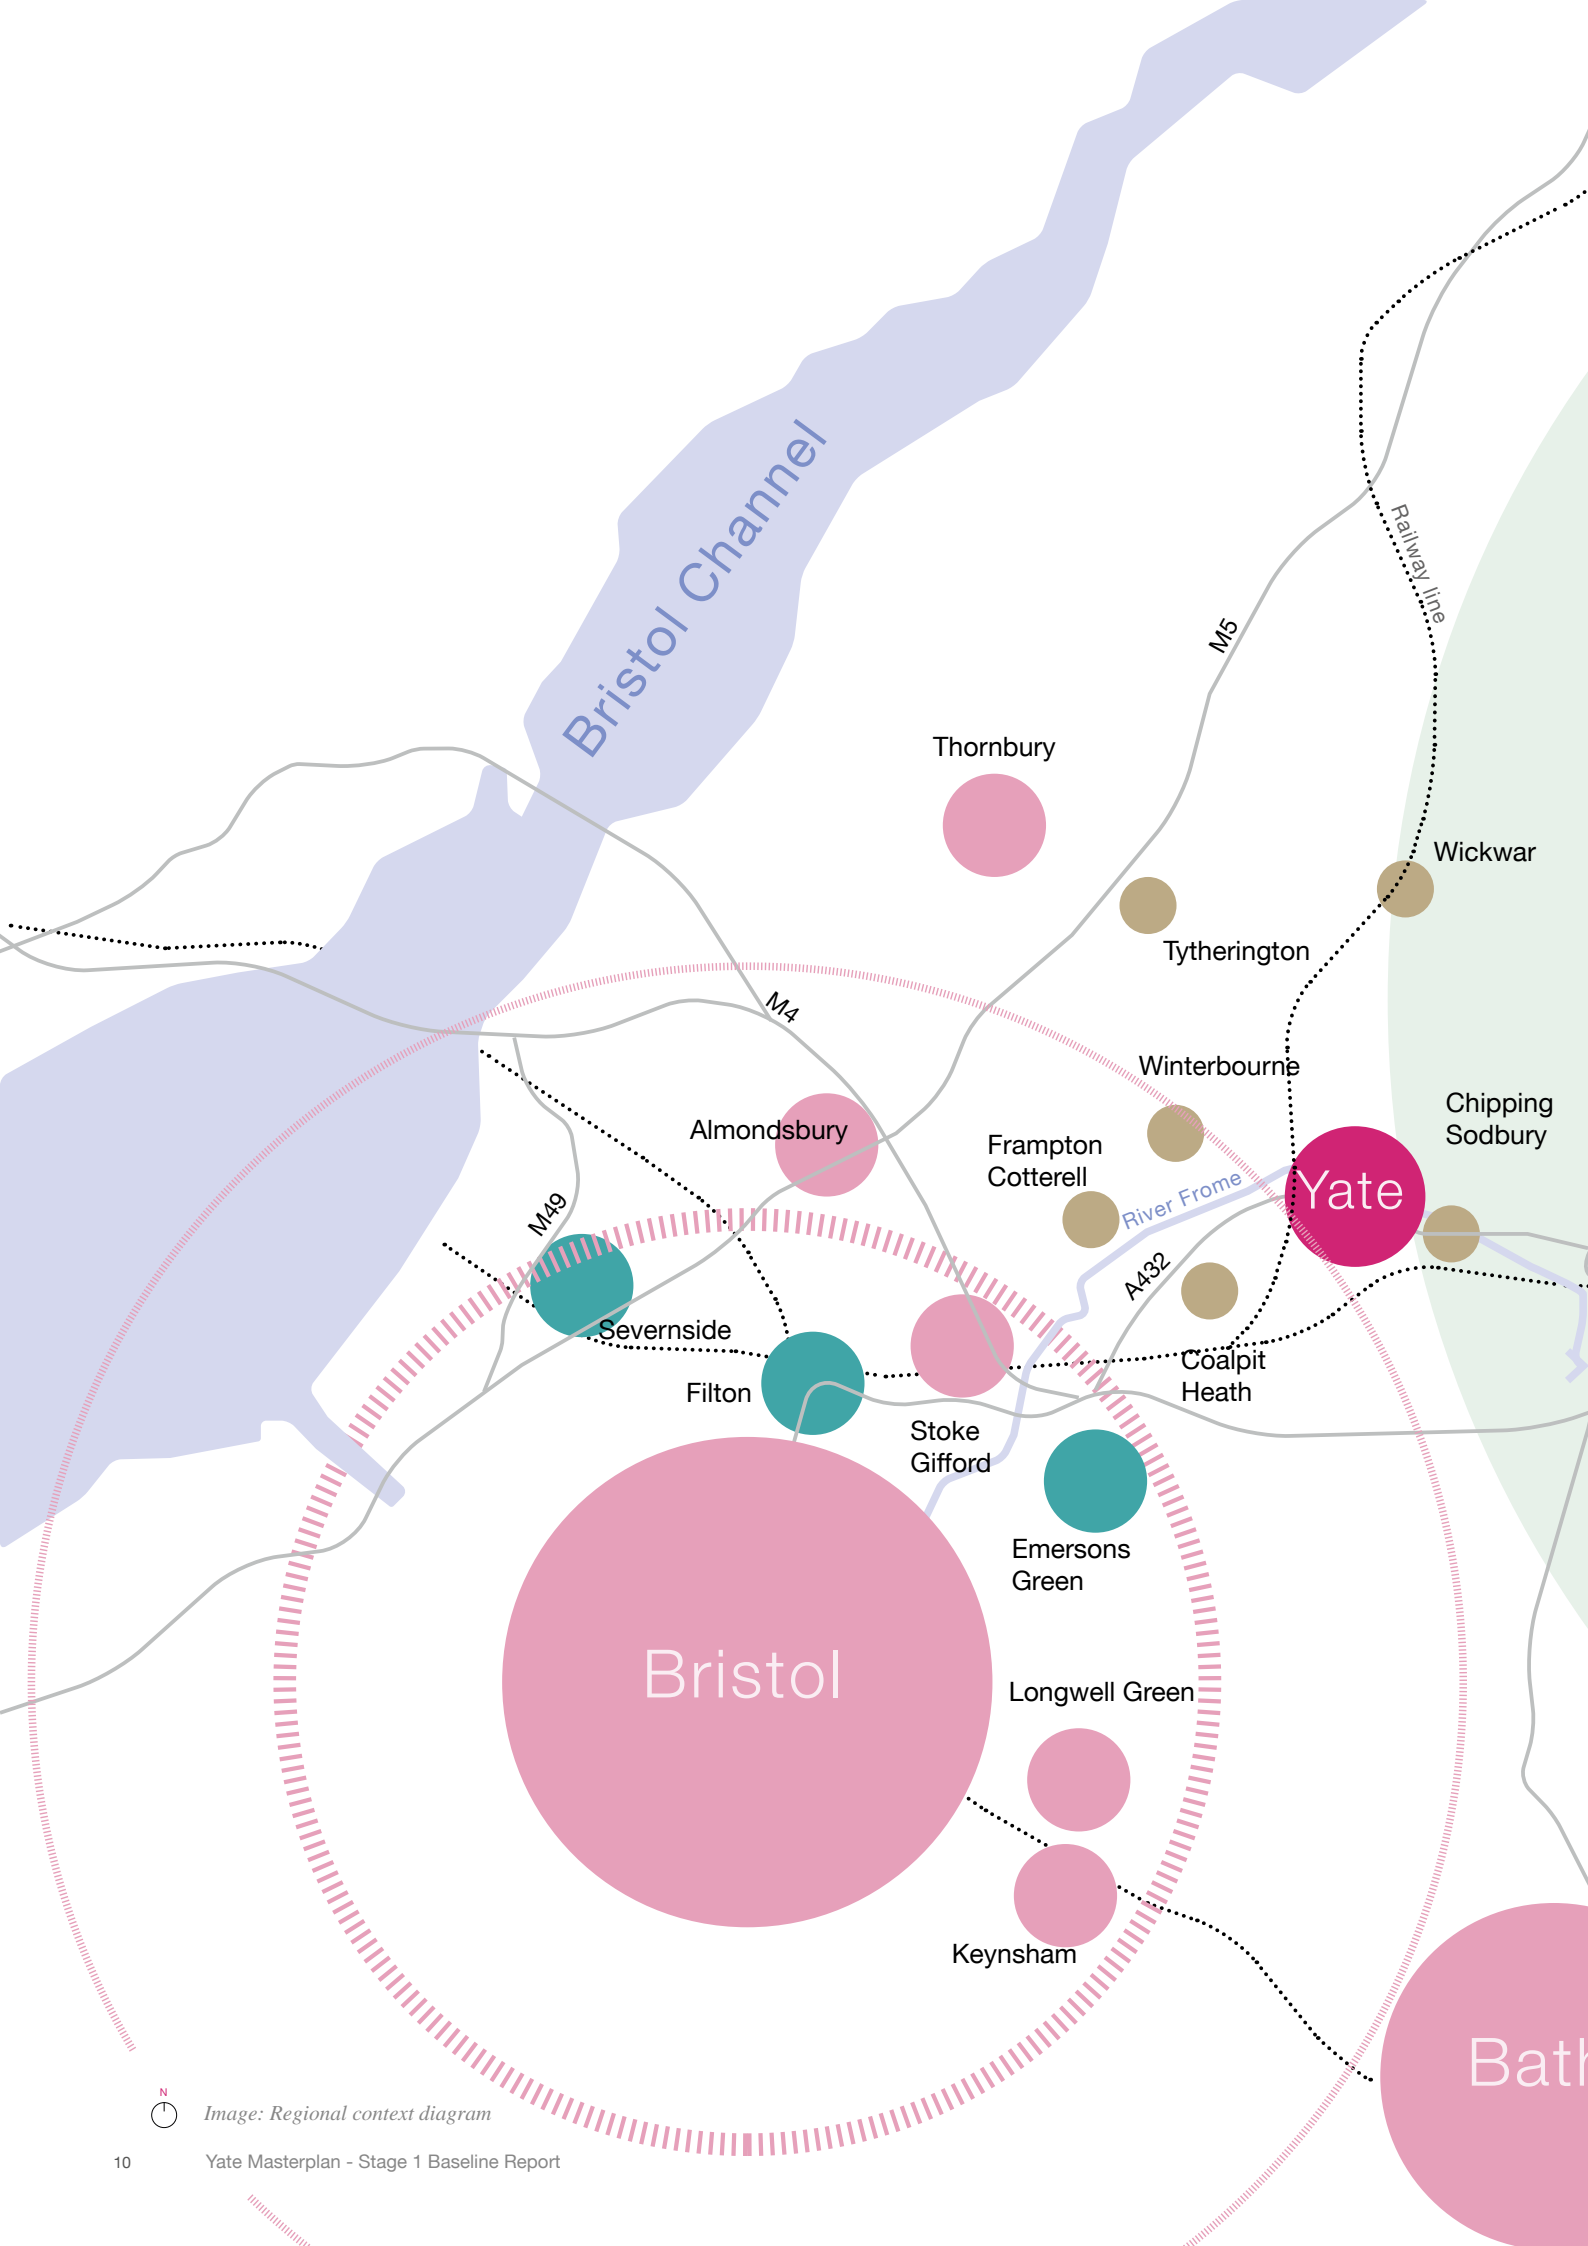 Bristol Channel
Railway line
M5
Thornbury
Wickwar
Tytherington
M4
Winterbourne
Chipping
Sodbury
Almondsbury
Frampton
Cotterell
River Frome
Yate
M49
A432
Severnside
Coalpit
Heath
Filton
Stoke
Gifford
Emersons
Green
Bristol
Longwell Green
Keynsham
Bath
N
Image: Regional context diagram
10
Yate Masterplan - Stage 1 Baseline Report